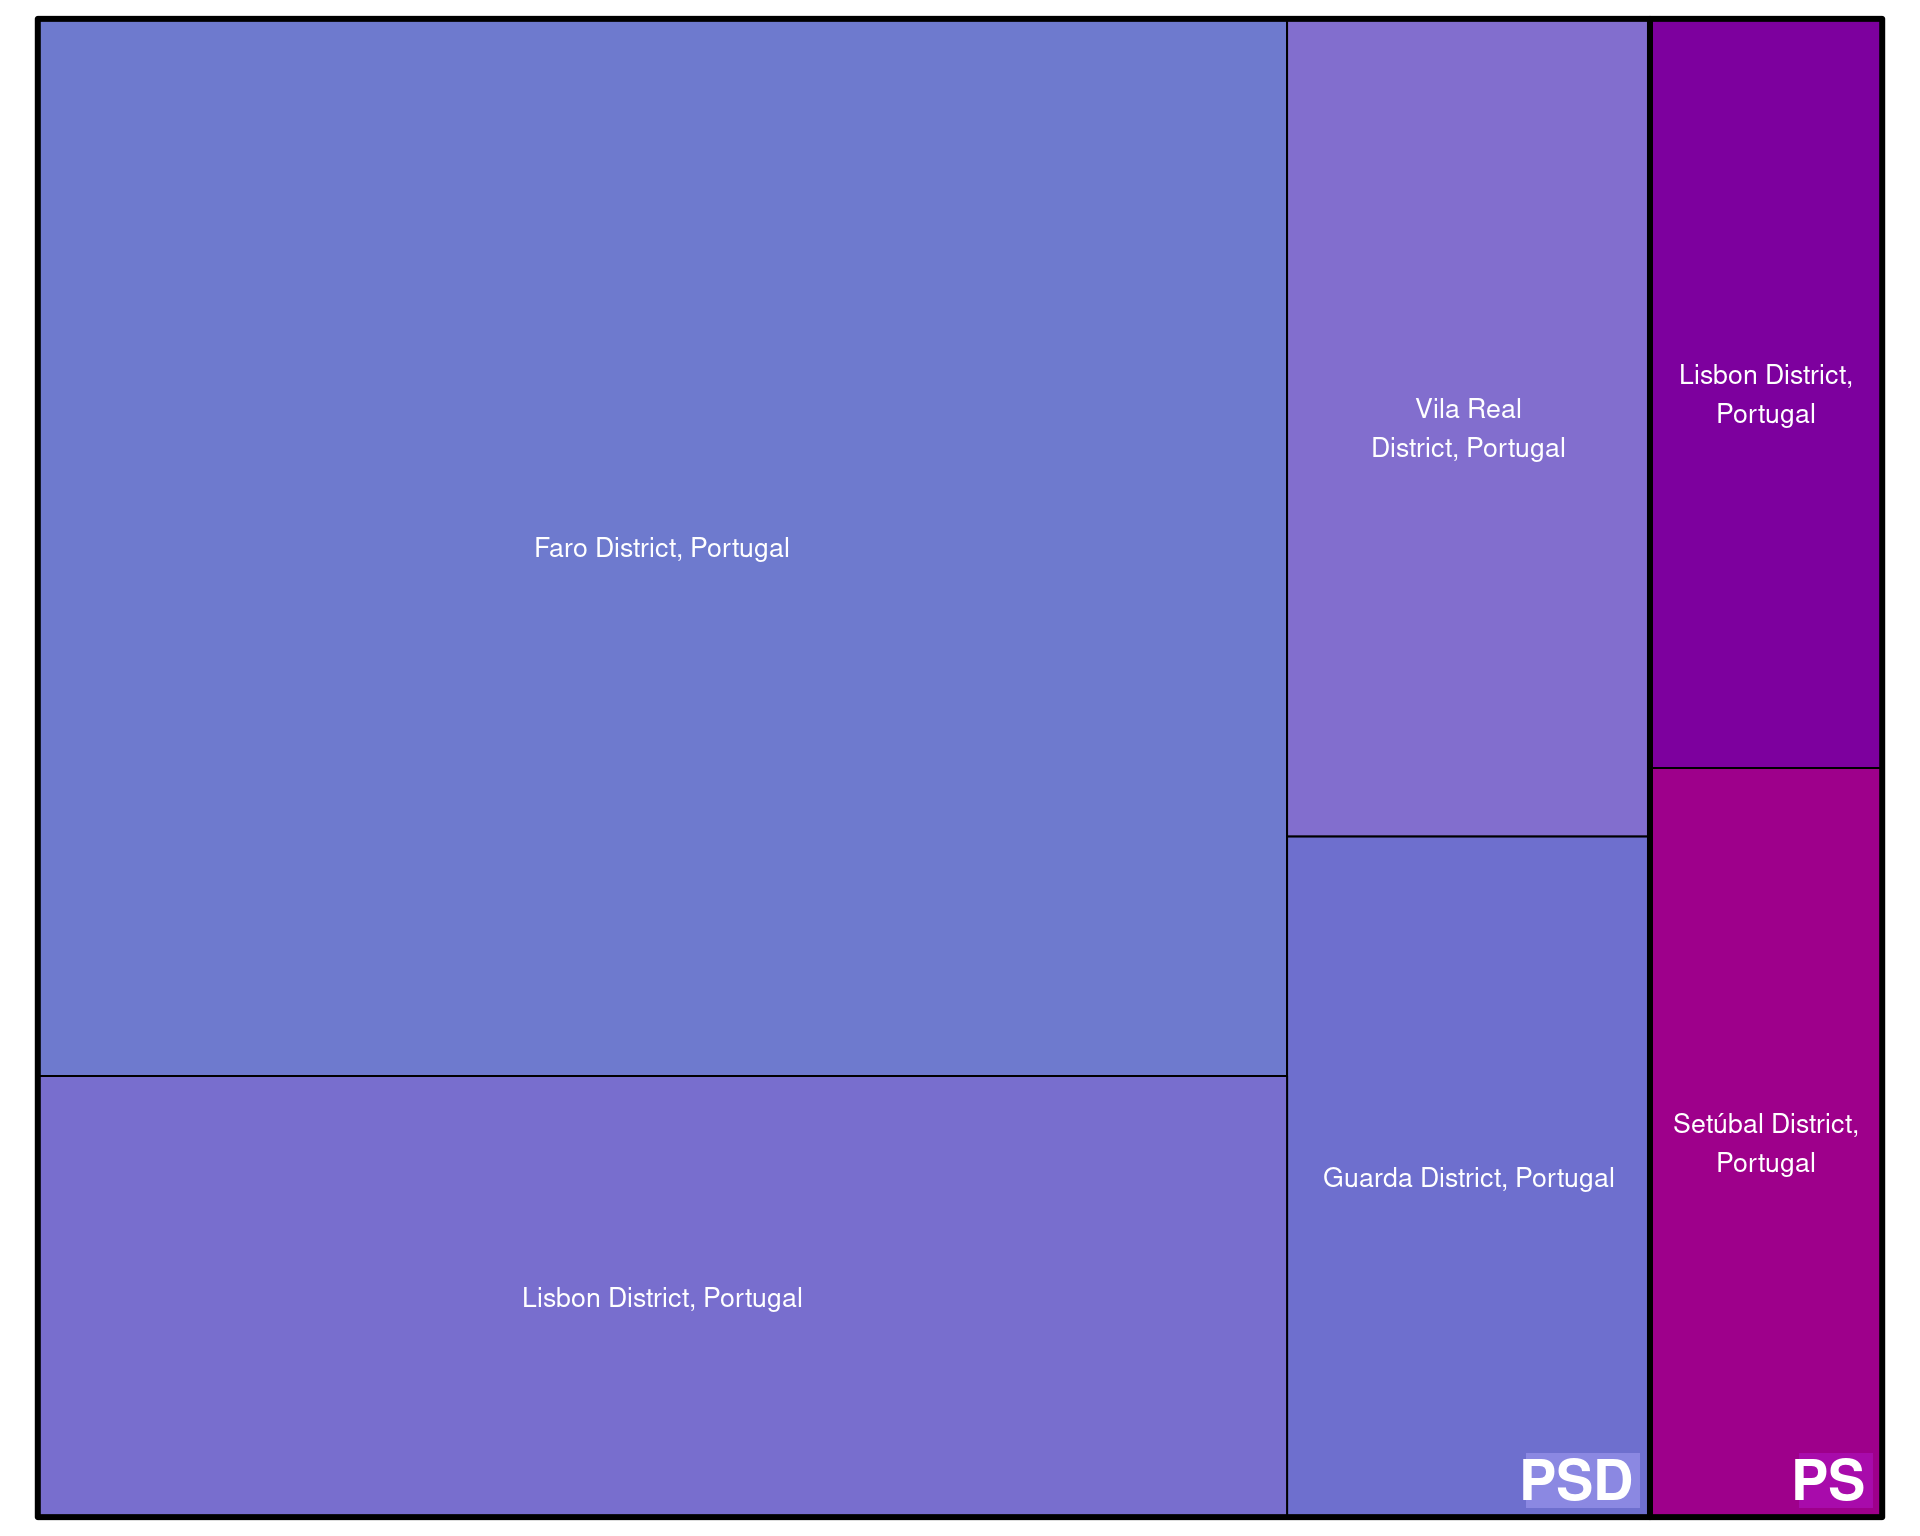 Faro District, Portugal
Lisbon District, Portugal
Vila Real
District, Portugal
Guarda District, Portugal
PSD
Lisbon District,
Portugal
Setúbal District,
Portugal
PS